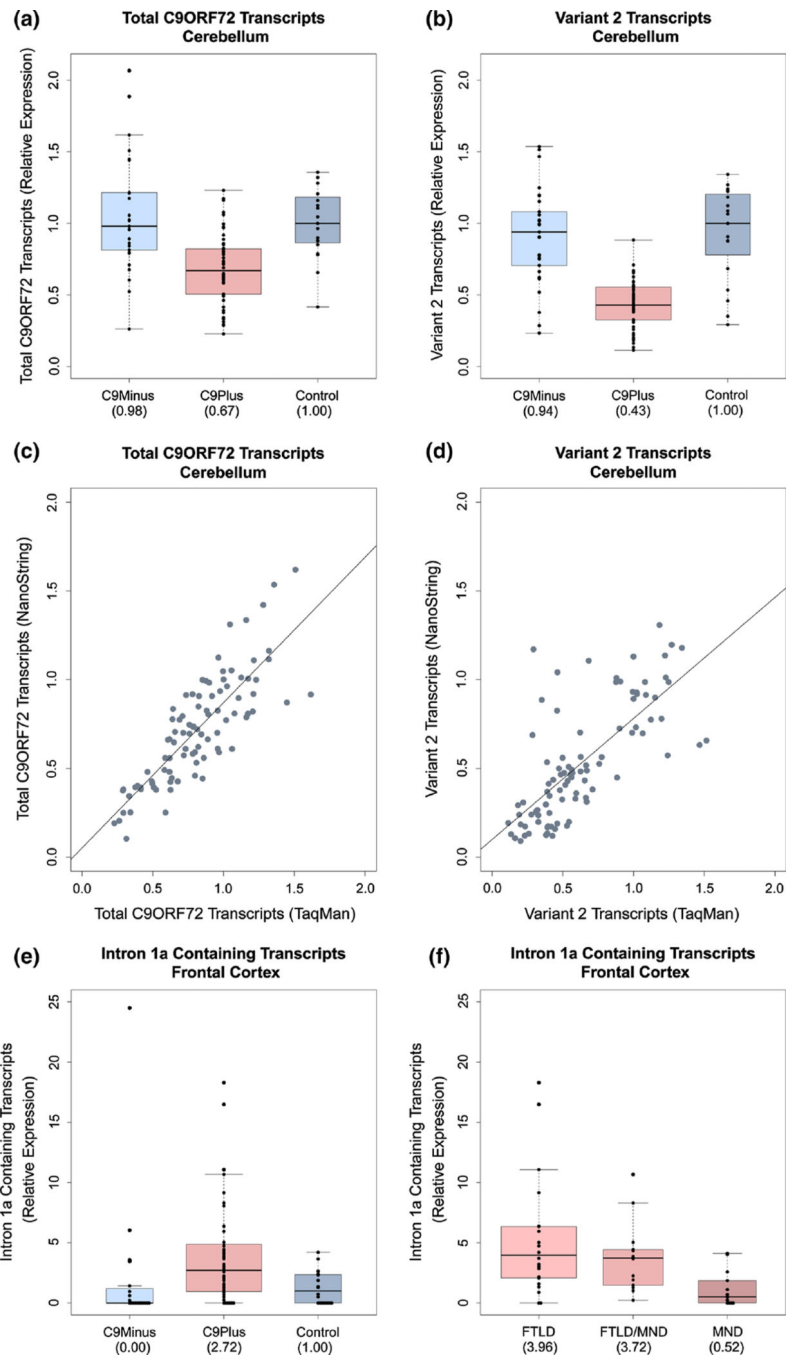 (a)
Total C9ORF72 Transcripts
Cerebellum
Total C9ORF72 Transcripts (Relative Expression)
2.0
1.5
1.0
0.5
0.0
C9Minus
(0.98)
C9Plus
(0.67)
Control
(1.00)
(b)
Variant 2 Transcripts
Cerebellum
Variant 2 Transcripts (Relative Expression)
2.0
1.5
1.0
0.5
0.0
C9Minus
(0.94)
C9Plus
(0.43)
Control
(1.00)
(c)
Total C9ORF72 Transcripts
Cerebellum
Total C9ORF72 Transcripts (NanoString)
2.0
1.5
1.0
0.5
0.0
0.0 0.5 1.0 1.5 2.0
Total C9ORF72 Transcripts (TaqMan)
(d)
Variant 2 Transcripts
Cerebellum
Variant 2 Transcripts (NanoString)
2.0
1.5
1.0
0.5
0.0
0.0 0.5 1.0 1.5 2.0
Variant 2 Transcripts (TaqMan)
(e)
Intron 1a Containing Transcripts
Frontal Cortex
Intron 1a Containing Transcripts
(Relative Expression)
25
20
15
10
5
0
C9Minus
(0.00)
C9Plus
(2.72)
Control
(1.00)
(f)
Intron 1a Containing Transcripts
Frontal Cortex
Intron 1a Containing Transcripts
(Relative Expression)
25
20
15
10
5
0
FTLD
(3.96)
FTLD/MND
(3.72)
MND
(0.52)